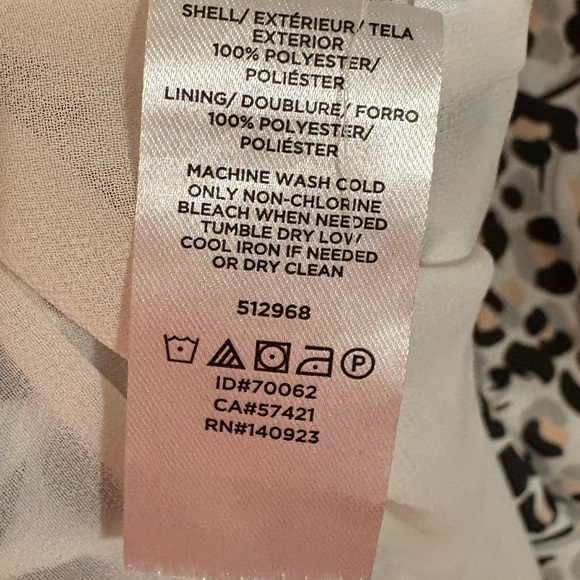 SHELL/ EXTÉRIEUR/ TELA
EXTERIOR
100% POLYESTER/
POLIÉSTER
LINING/ DOUBLURE/ FORRO
100% POLYESTER/
POLIÉSTER
MACHINE WASH COLD
ONLY NON-CHLORINE
BLEACH WHEN NEEDED
TUMBLE DRY LOW
COOL IRON IF NEEDED
OR DRY CLEAN
512968
P
ID#70062
CA#57421
RN#140923